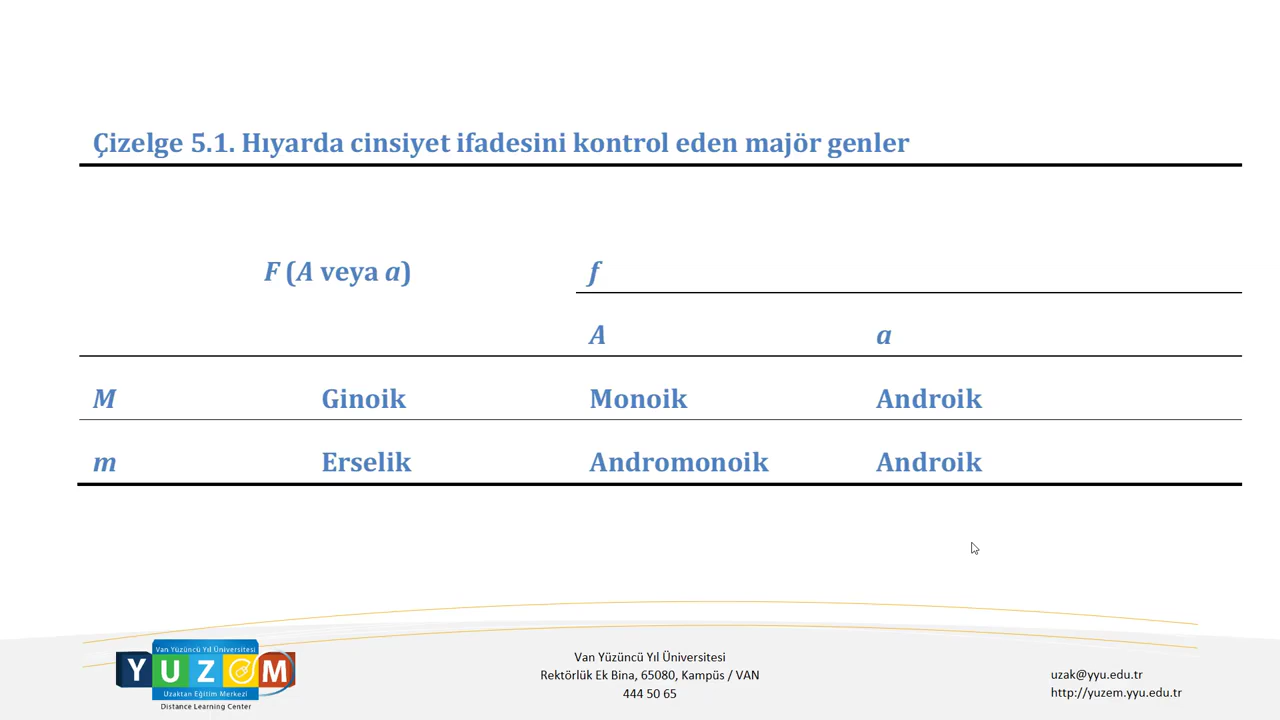 Çizelge 5.1. Hıyarda cinsiyet ifadesini kontrol eden majör genler
F (A veya a) f
A a
M Ginoik Monoik Androik
m Erselik Andromonoik Androik
Van Yüzüncü Yıl Üniversitesi
YUZEM
Uzaktan Eğitim Merkezi
Distance Learning Center
Van Yüzüncü Yıl Üniversitesi
Rektörlük Ek Bina, 65080, Kampüs / VAN
444 50 65
uzak@yyu.edu.tr
http://yuzem.yyu.edu.tr